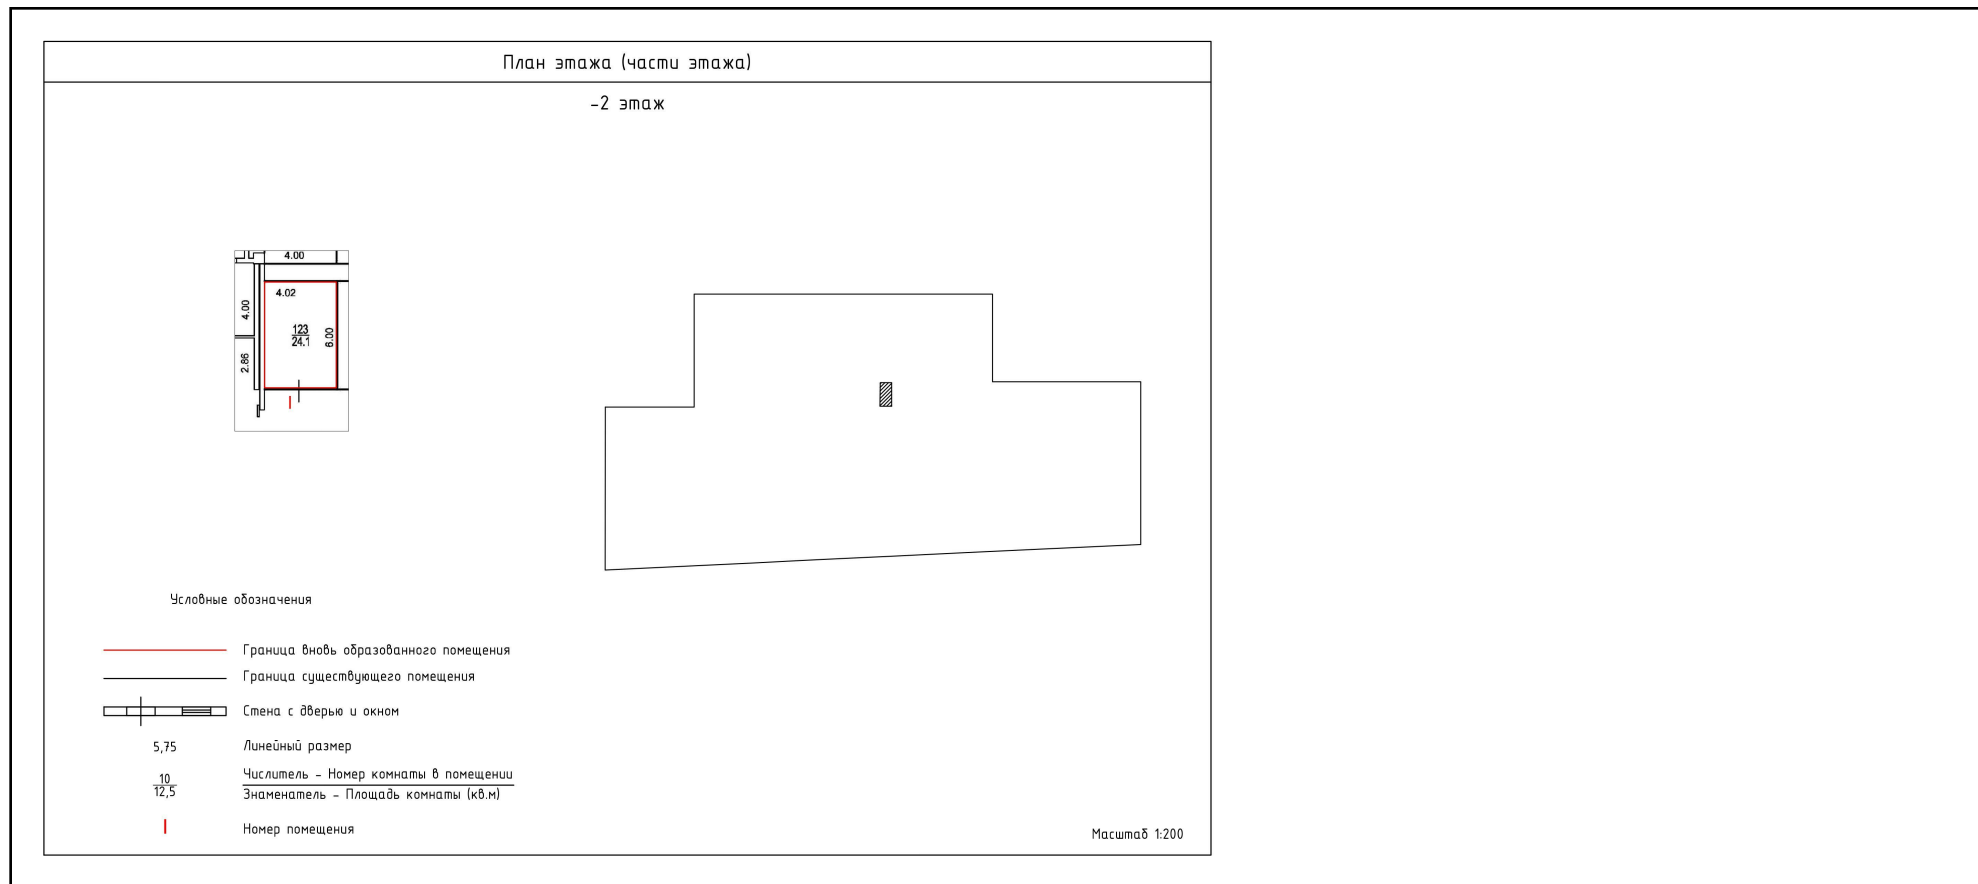 План этажа (части этажа)
-2 этаж
4.00
4.02
4.00
123
24.1
6.00
2.86
I
Условные обозначения
Граница вновь образованного помещения
Граница существующего помещения
Стена с дверью и окном
5,75 Линейный размер
10
12,5
Числитель - Номер комнаты в помещении
Знаменатель - Площадь комнаты (кв.м)
I Номер помещения
Масштаб 1:200